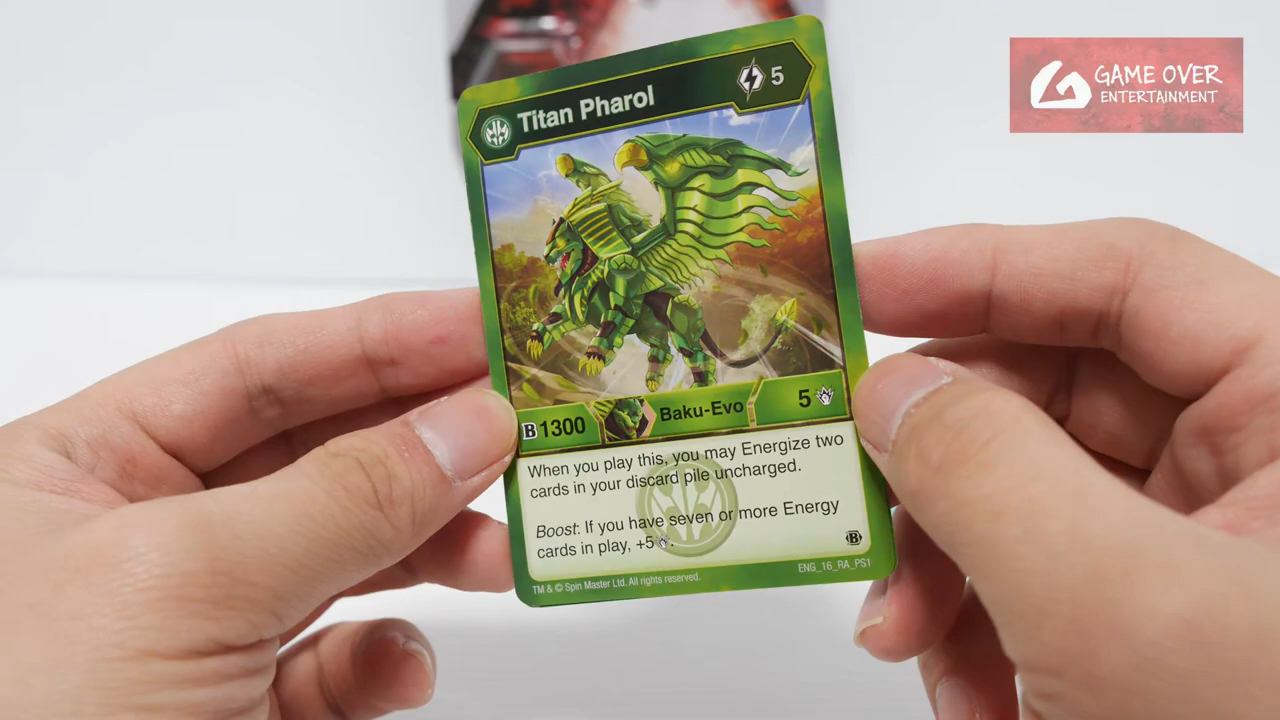 GAME OVER
ENTERTAINMENT
Titan Pharol
5
B 1300
Baku-Evo
5
When you play this, you may Energize two
cards in your discard pile uncharged.
Boost: If you have seven or more Energy
cards in play, +5
B
TM & © Spin Master Ltd. All rights reserved.
ENG_16_RA_PS1